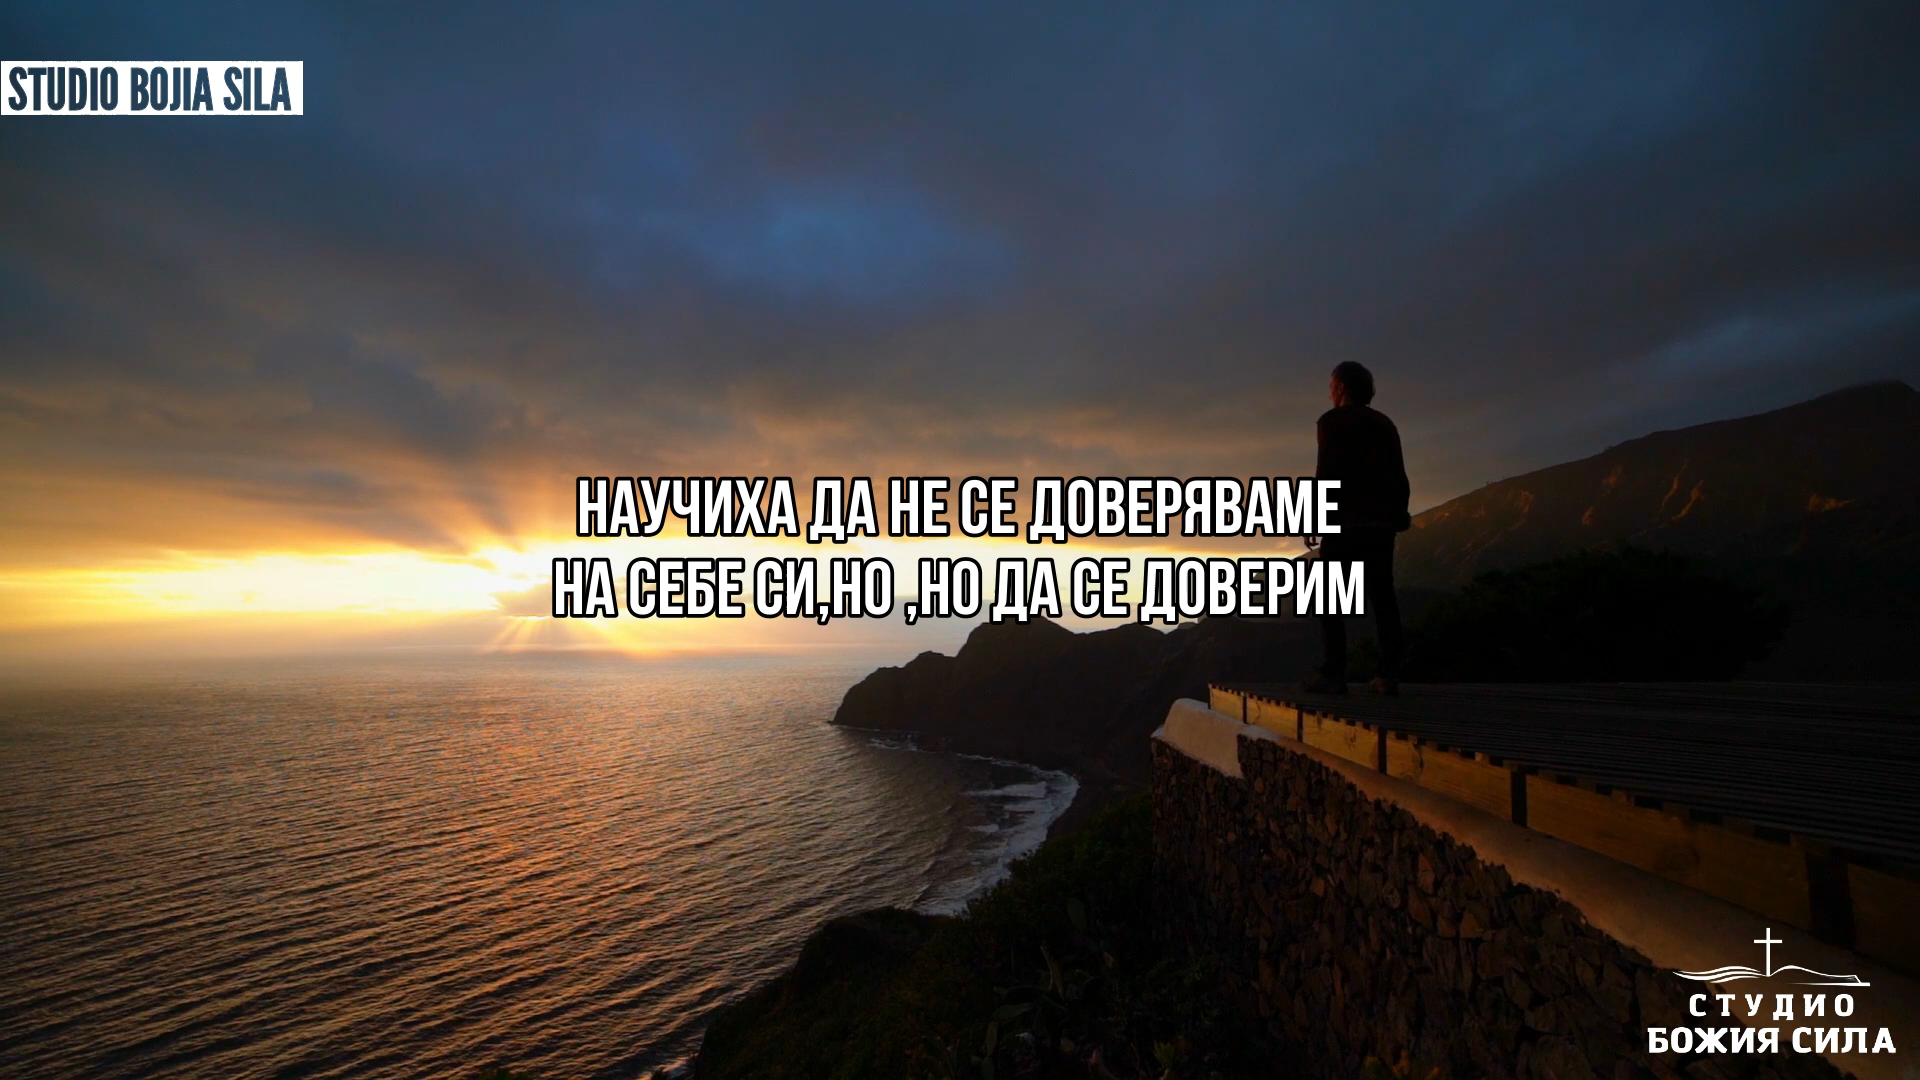 STUDIO BOJIA SILA
НАУЧИХА ДА НЕ СЕ ДОВЕРЯВАМЕ
НА СЕБЕ СИ,НО ,НО ДА СЕ ДОВЕРИМ
СТУДИО
БОЖИЯ СИЛА